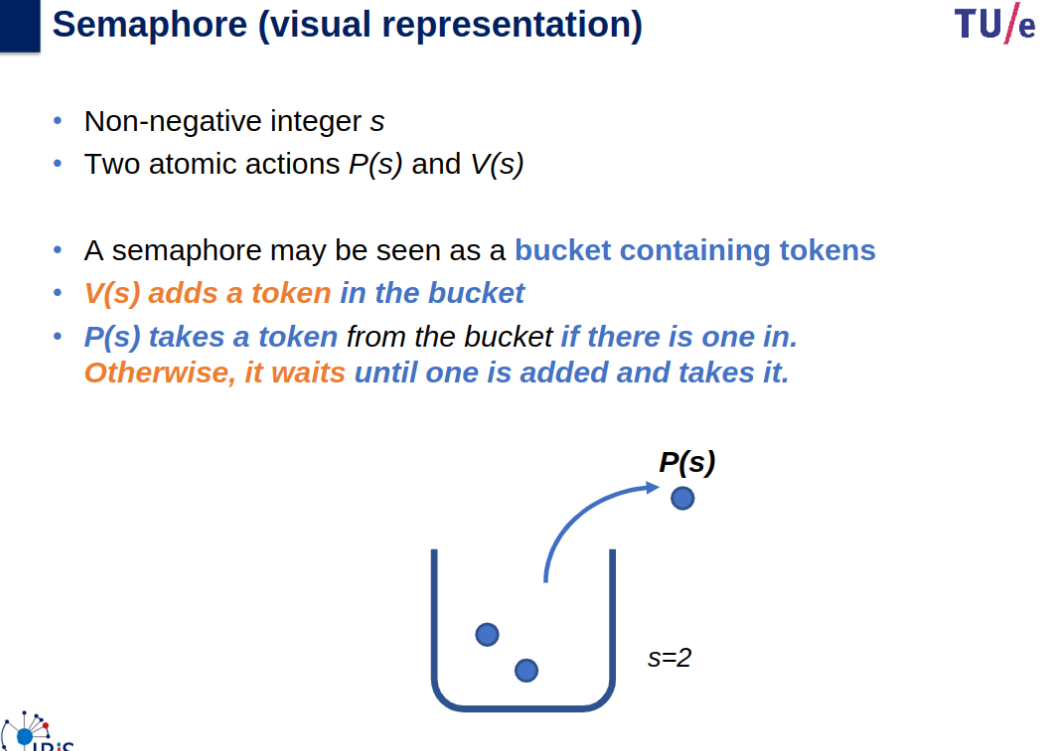 Semaphore (visual representation)
TU/e
• Non-negative integer s
• Two atomic actions P(s) and V(s)
• A semaphore may be seen as a bucket containing tokens
• V(s) adds a token in the bucket
• P(s) takes a token from the bucket if there is one in.
Otherwise, it waits until one is added and takes it.
P(s)
s=2
IRiS